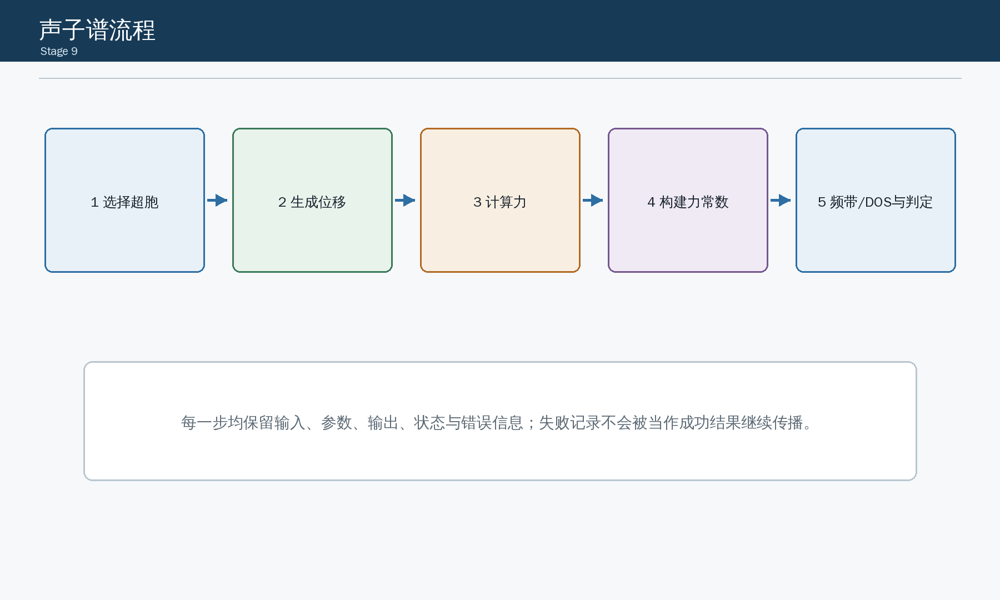 声子谱流程
Stage 9
1 选择超胞
2 生成位移
3 计算力
4 构建力常数
5 频带/DOS与判定
每一步均保留输入、参数、输出、状态与错误信息；失败记录不会被当作成功结果继续传播。